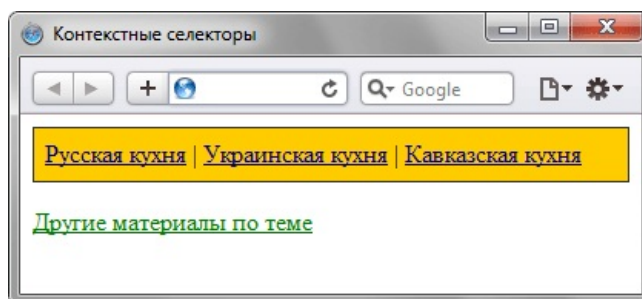 Контекстные селекторы
Google
Русская кухня | Украинская кухня | Кавказская кухня
Другие материалы по теме